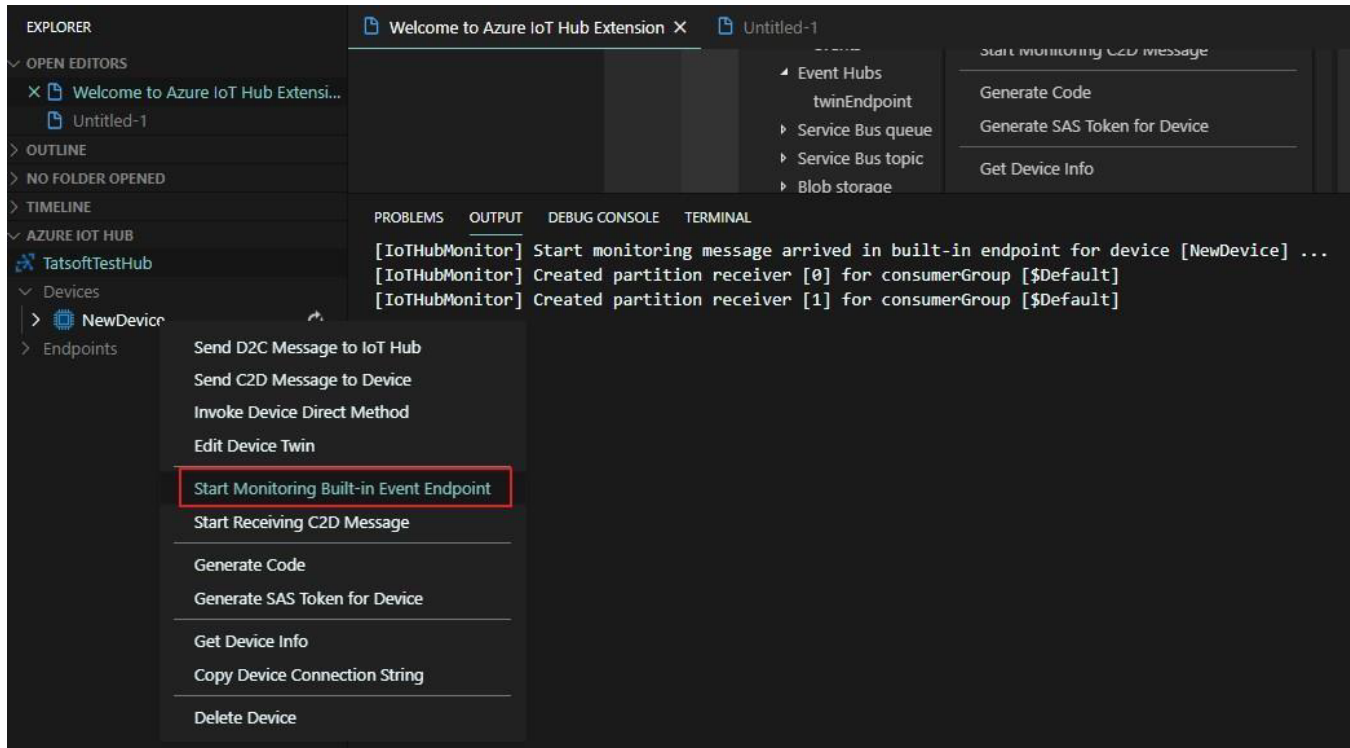 EXPLORER
OPEN EDITORS
Welcome to Azure IoT Hub Extensi...
Untitled-1
OUTLINE
NO FOLDER OPENED
TIMELINE
AZURE IOT HUB
TatsoftTestHub
Devices
NewDevice
Endpoints
Welcome to Azure IoT Hub Extension
Untitled-1
Event Hubs
twinEndpoint
Service Bus queue
Service Bus topic
Blob storage
Start Monitoring C2D Message
Generate Code
Generate SAS Token for Device
Get Device Info
PROBLEMS OUTPUT DEBUG CONSOLE TERMINAL
[IoTHubMonitor] Start monitoring message arrived in built-in endpoint for device [NewDevice] ...
[IoTHubMonitor] Created partition receiver [0] for consumerGroup [$Default]
[IoTHubMonitor] Created partition receiver [1] for consumerGroup [$Default]
Send D2C Message to IoT Hub
Send C2D Message to Device
Invoke Device Direct Method
Edit Device Twin
Start Monitoring Built-in Event Endpoint
Start Receiving C2D Message
Generate Code
Generate SAS Token for Device
Get Device Info
Copy Device Connection String
Delete Device